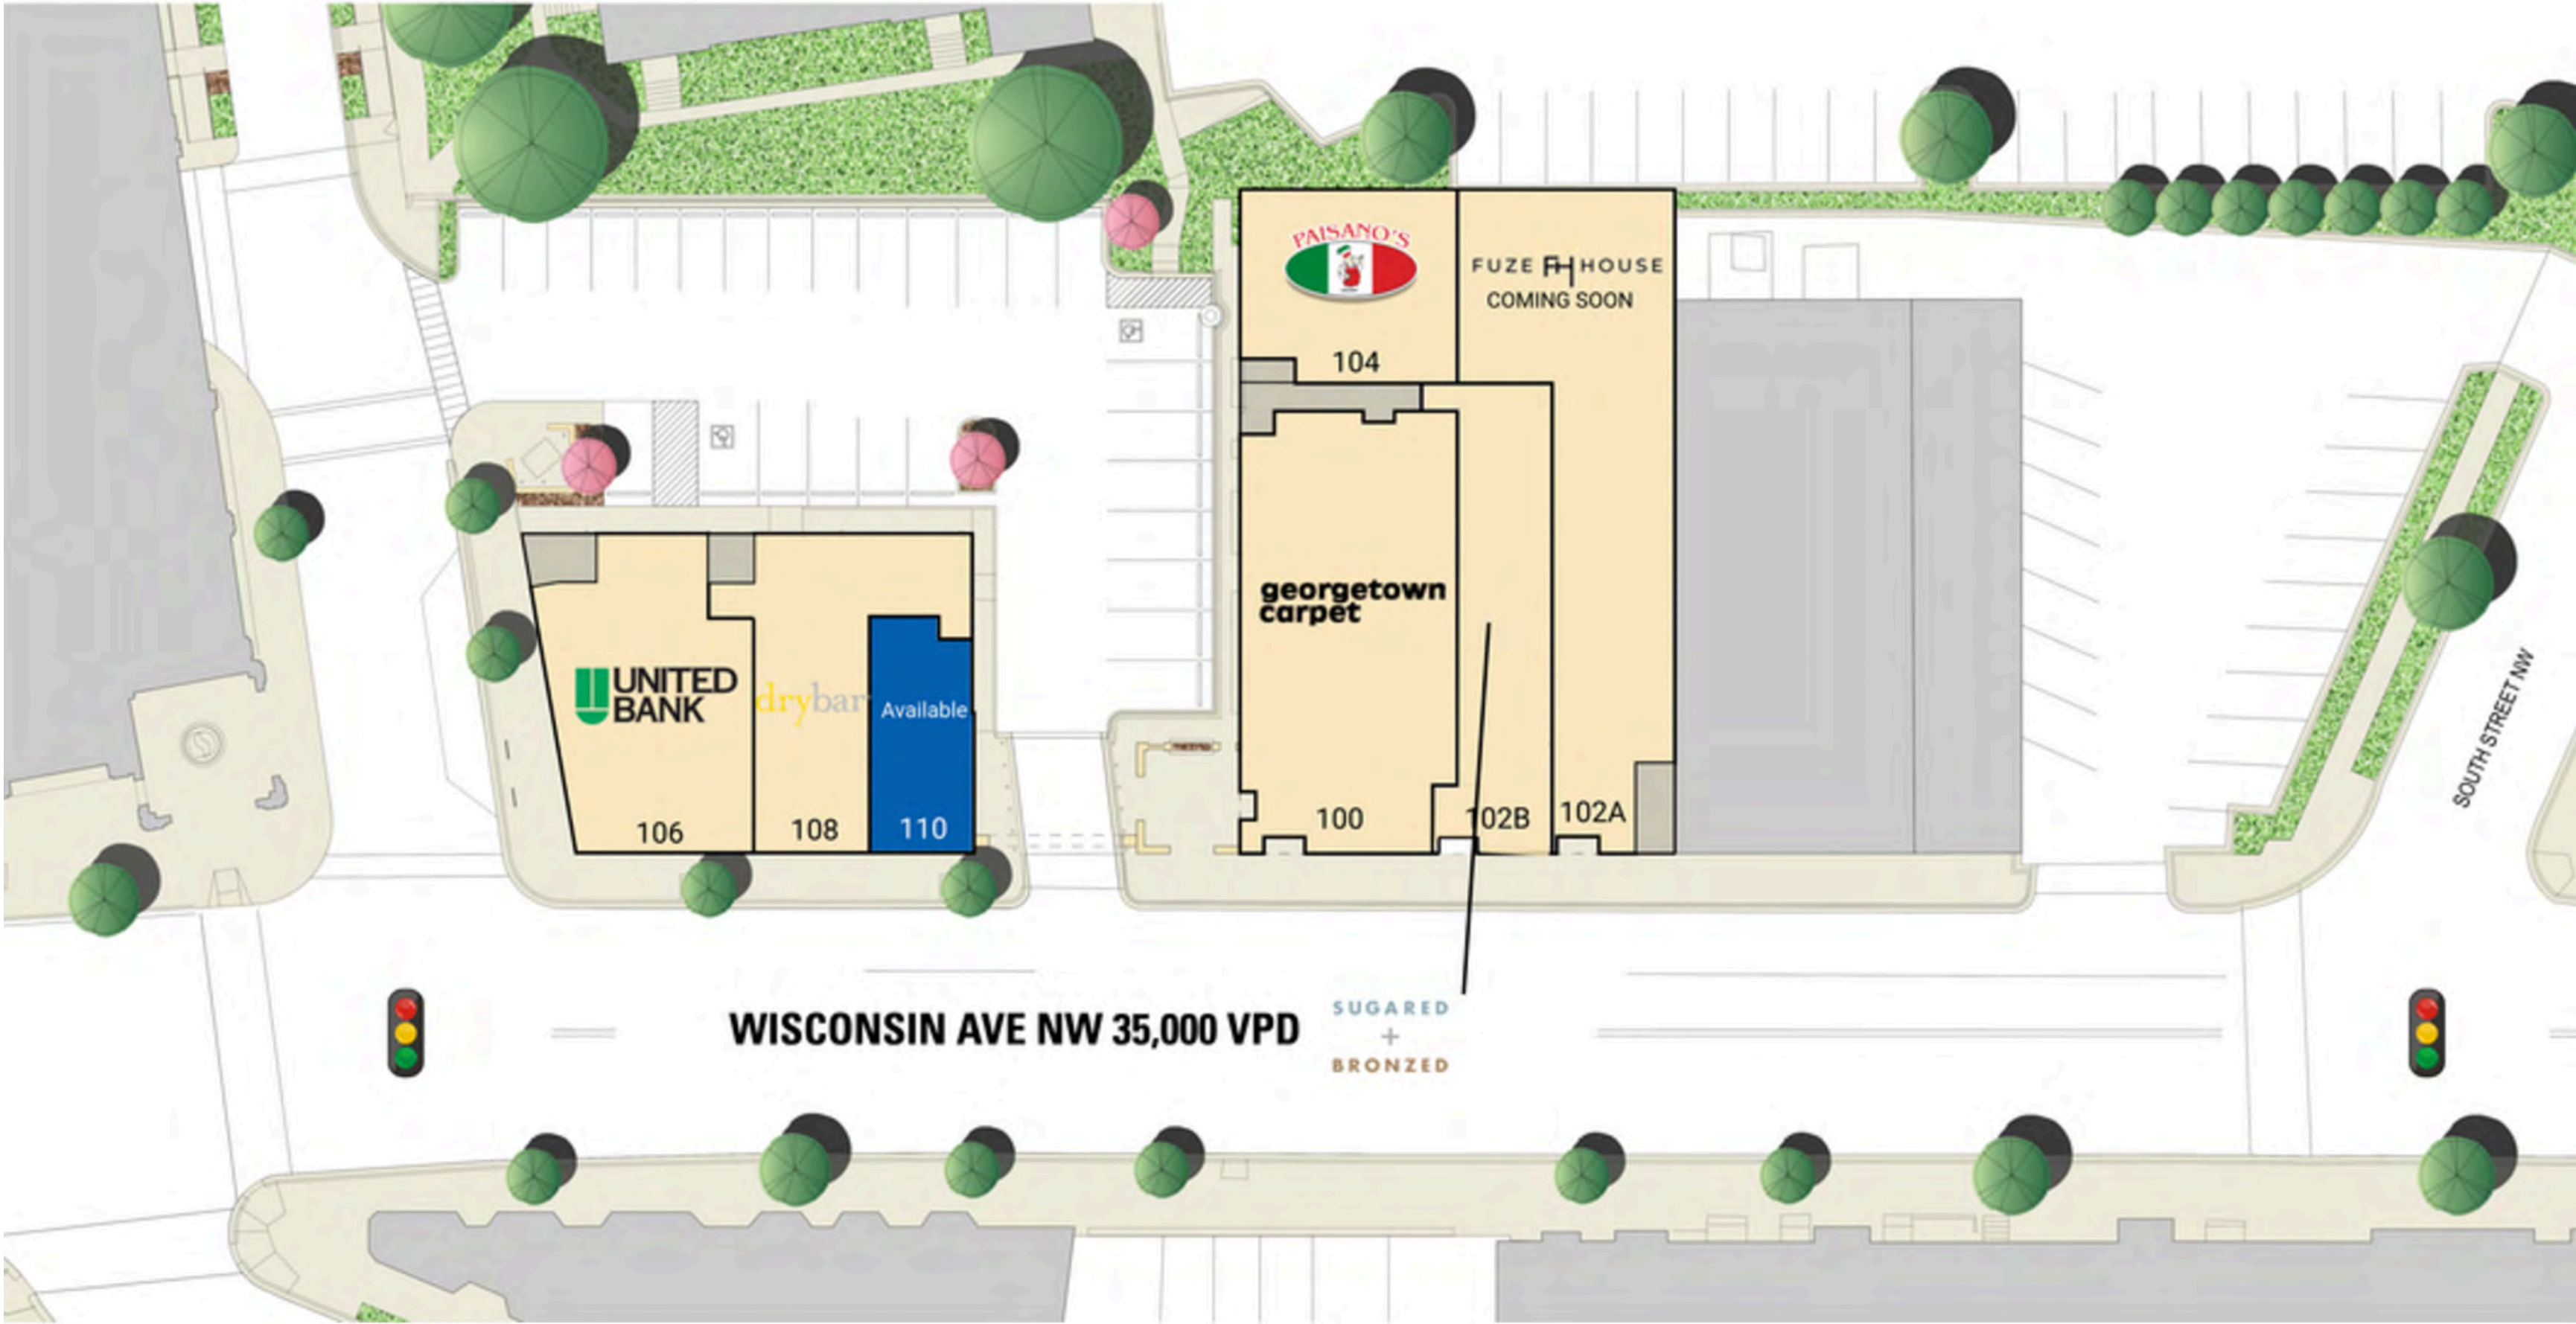 PAISANO'S
FUZE FH HOUSE
COMING SOON
104
georgetown
carpet
UNITED
BANK
drybar
Available
106
108
110
100
102B
102A
SOUTH STREET NW
WISCONSIN AVE NW 35,000 VPD
SUGARED
+
BRONZED